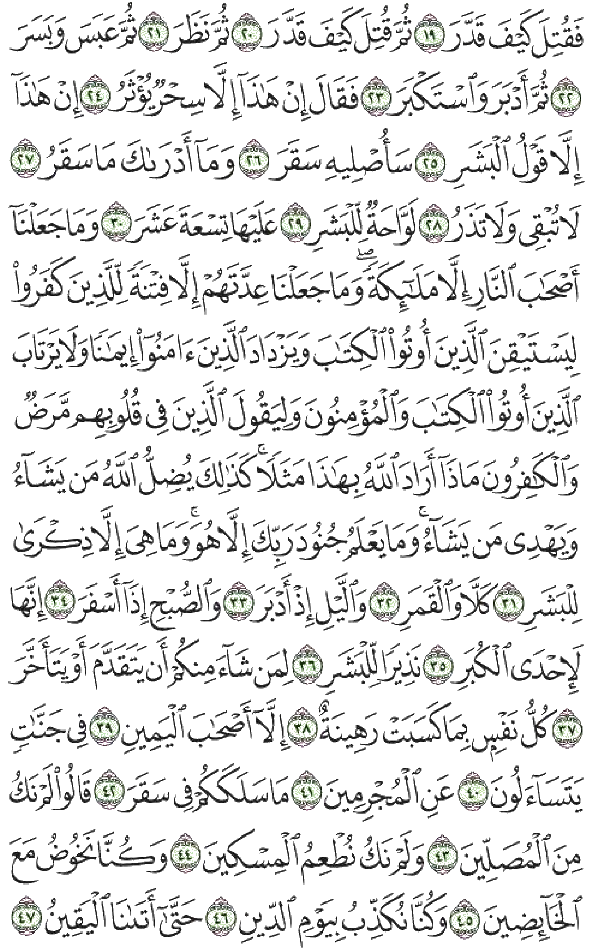 فَقُتِلَ كَيْفَ قَدَّرَ ١٩ ثُمَّ قُتِلَ كَيْفَ قَدَّرَ ٢٠ ثُمَّ نَظَرَ ٢١ ثُمَّ عَبَسَ وَبَسَرَ
٢٢ ثُمَّ أَدْبَرَ وَٱسْتَكْبَرَ ٢٣ فَقَالَ إِنْ هَٰذَآ إِلَّا سِحْرٌ يُؤْثَرُ ٢٤ إِنْ هَٰذَآ
إِلَّا قَوْلُ ٱلْبَشَرِ ٢٥ سَأُصْلِيهِ سَقَرَ ٢٦ وَمَآ أَدْرَىٰكَ مَا سَقَرُ ٢٧
لَا تُبْقِى وَلَا تَذَرُ ٢٨ لَوَّاحَةٌ لِّلْبَشَرِ ٢٩ عَلَيْهَا تِسْعَةَ عَشَرَ ٣٠ وَمَا جَعَلْنَآ
أَصْحَٰبَ ٱلنَّارِ إِلَّا مَلَٰٓئِكَةً ۖ وَمَا جَعَلْنَا عِدَّتَهُمْ إِلَّا فِتْنَةً لِّلَّذِينَ كَفَرُوا۟
لِيَسْتَيْقِنَ ٱلَّذِينَ أُوتُوا۟ ٱلْكِتَٰبَ وَيَزْدَادَ ٱلَّذِينَ ءَامَنُوٓا۟ إِيمَٰنًا وَلَا يَرْتَابَ
ٱلَّذِينَ أُوتُوا۟ ٱلْكِتَٰبَ وَٱلْمُؤْمِنُونَ وَلِيَقُولَ ٱلَّذِينَ فِى قُلُوبِهِم مَّرَضٌ
وَٱلْكَٰفِرُونَ مَاذَآ أَرَادَ ٱللَّهُ بِهَٰذَا مَثَلًا ۚ كَذَٰلِكَ يُضِلُّ ٱللَّهُ مَن يَشَآءُ
وَيَهْدِى مَن يَشَآءُ ۚ وَمَا يَعْلَمُ جُنُودَ رَبِّكَ إِلَّا هُوَ ۚ وَمَا هِىَ إِلَّا ذِكْرَىٰ
لِلْبَشَرِ ٣١ كَلَّا وَٱلْقَمَرِ ٣٢ وَٱلَّيْلِ إِذْ أَدْبَرَ ٣٣ وَٱلصُّبْحِ إِذَآ أَسْفَرَ ٣٤ إِنَّهَا
لَإِحْدَى ٱلْكُبَرِ ٣٥ نَذِيرًا لِّلْبَشَرِ ٣٦ لِمَن شَآءَ مِنكُمْ أَن يَتَقَدَّمَ أَوْ يَتَأَخَّرَ
٣٧ كُلُّ نَفْسٍۭ بِمَا كَسَبَتْ رَهِينَةٌ ٣٨ إِلَّآ أَصْحَٰبَ ٱلْيَمِينِ ٣٩ فِى جَنَّٰتٍ
يَتَسَآءَلُونَ ٤٠ عَنِ ٱلْمُجْرِمِينَ ٤١ مَا سَلَكَكُمْ فِى سَقَرَ ٤٢ قَالُوا۟ لَمْ نَكُ
مِنَ ٱلْمُصَلِّينَ ٤٣ وَلَمْ نَكُ نُطْعِمُ ٱلْمِسْكِينَ ٤٤ وَكُنَّا نَخُوضُ مَعَ
ٱلْخَآئِضِينَ ٤٥ وَكُنَّا نُكَذِّبُ بِيَوْمِ ٱلدِّينِ ٤٦ حَتَّىٰٓ أَتَىٰنَا ٱلْيَقِينُ ٤٧